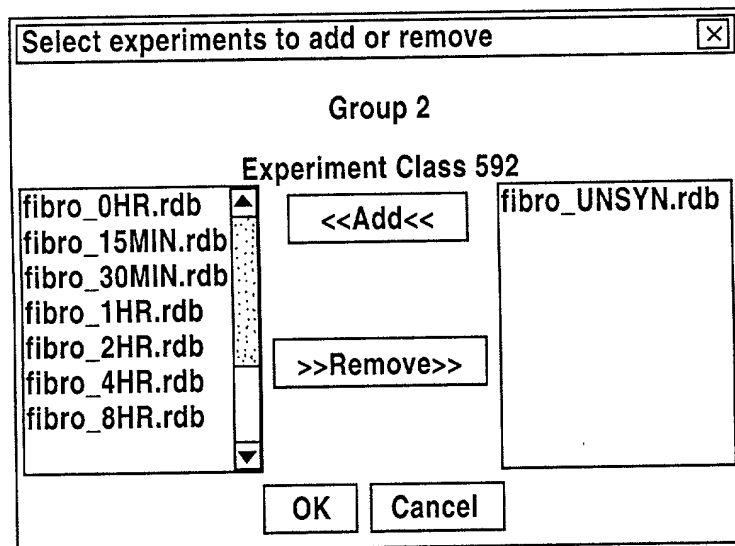 Select experiments to add or remove
Group 2
Experiment Class 592
fibro_0HR.rdb
fibro_15MIN.rdb
fibro_30MIN.rdb
fibro_1HR.rdb
fibro_2HR.rdb
fibro_4HR.rdb
fibro_8HR.rdb
<<Add<<
>>Remove>>
fibro_UNSYN.rdb
OK
Cancel